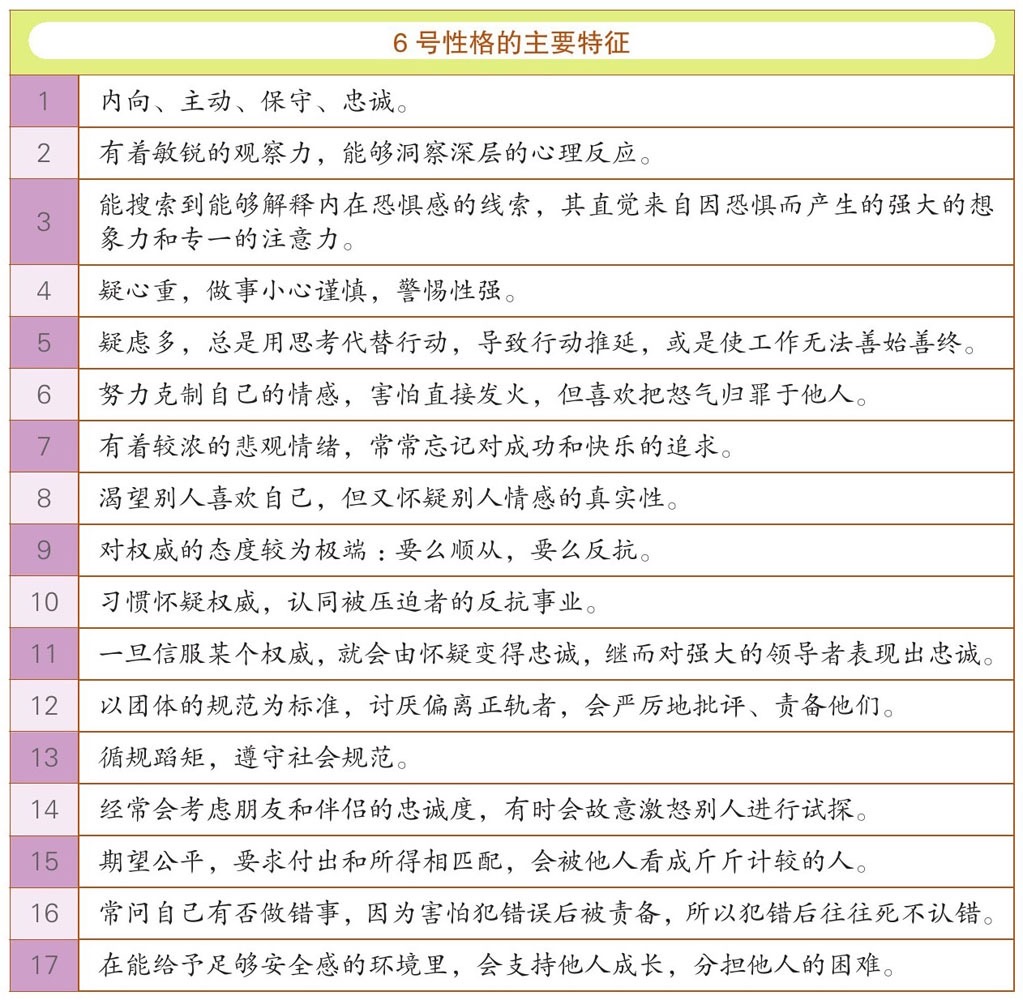 6 号性格的主要特征
1 内向、主动、保守、忠诚。
2 有着敏锐的观察力，能够洞察深层的心理反应。
3 能搜索到能够解释内在恐惧感的线索，其直觉来自因恐惧而产生的强大的想
象力和专一的注意力。
4 疑心重，做事小心谨慎，警惕性强。
5 疑虑多，总是用思考代替行动，导致行动推延，或是使工作无法善始善终。
6 努力克制自己的情感，害怕直接发火，但喜欢把怒气归罪于他人。
7 有着较浓的悲观情绪，常常忘记对成功和快乐的追求。
8 渴望别人喜欢自己，但又怀疑别人情感的真实性。
9 对权威的态度较为极端：要么顺从，要么反抗。
10 习惯怀疑权威，认同被压迫者的反抗事业。
11 一旦信服某个权威，就会由怀疑变得忠诚，继而对强大的领导者表现出忠诚。
12 以团体的规范为标准，讨厌偏离正轨者，会严厉地批评、责备他们。
13 循规蹈矩，遵守社会规范。
14 经常会考虑朋友和伴侣的忠诚度，有时会故意激怒别人进行试探。
15 期望公平，要求付出和所得相匹配，会被他人看成斤斤计较的人。
16 常问自己有否做错事，因为害怕犯错误后被责备，所以犯错后往往死不认错。
17 在能给予足够安全感的环境里，会支持他人成长，分担他人的困难。